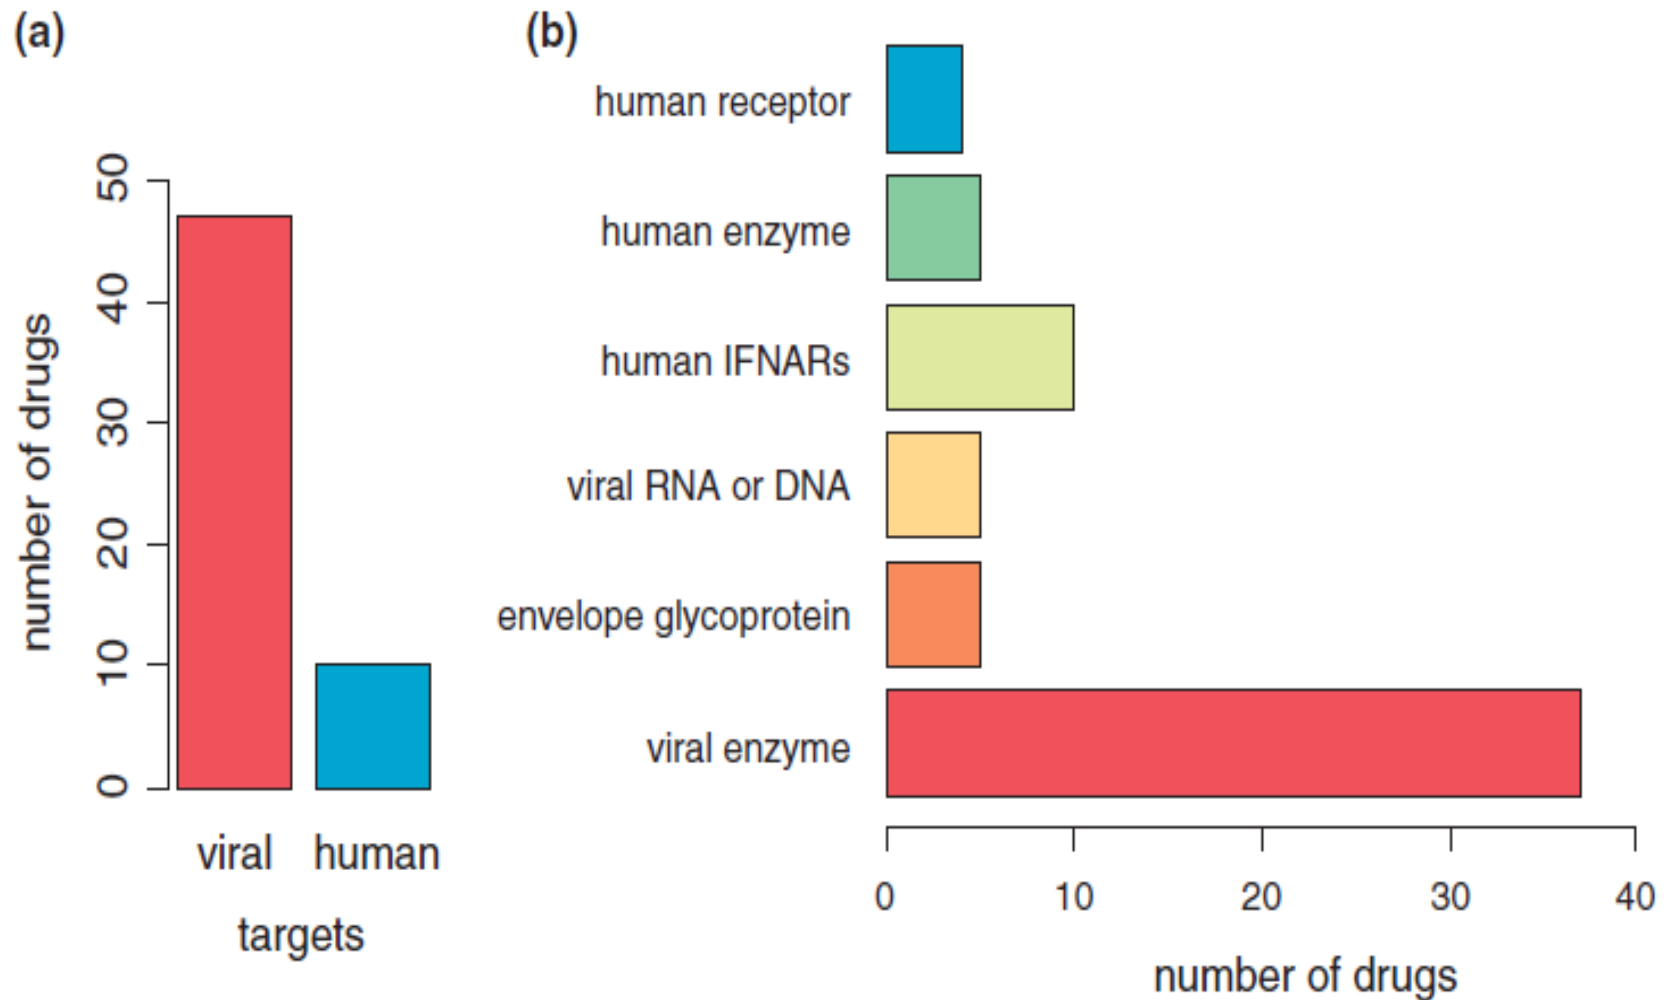 (a)
number of drugs
50
40
30
20
10
0
viral human
targets
(b)
human receptor
human enzyme
human IFNARs
viral RNA or DNA
envelope glycoprotein
viral enzyme
0 10 20 30 40
number of drugs